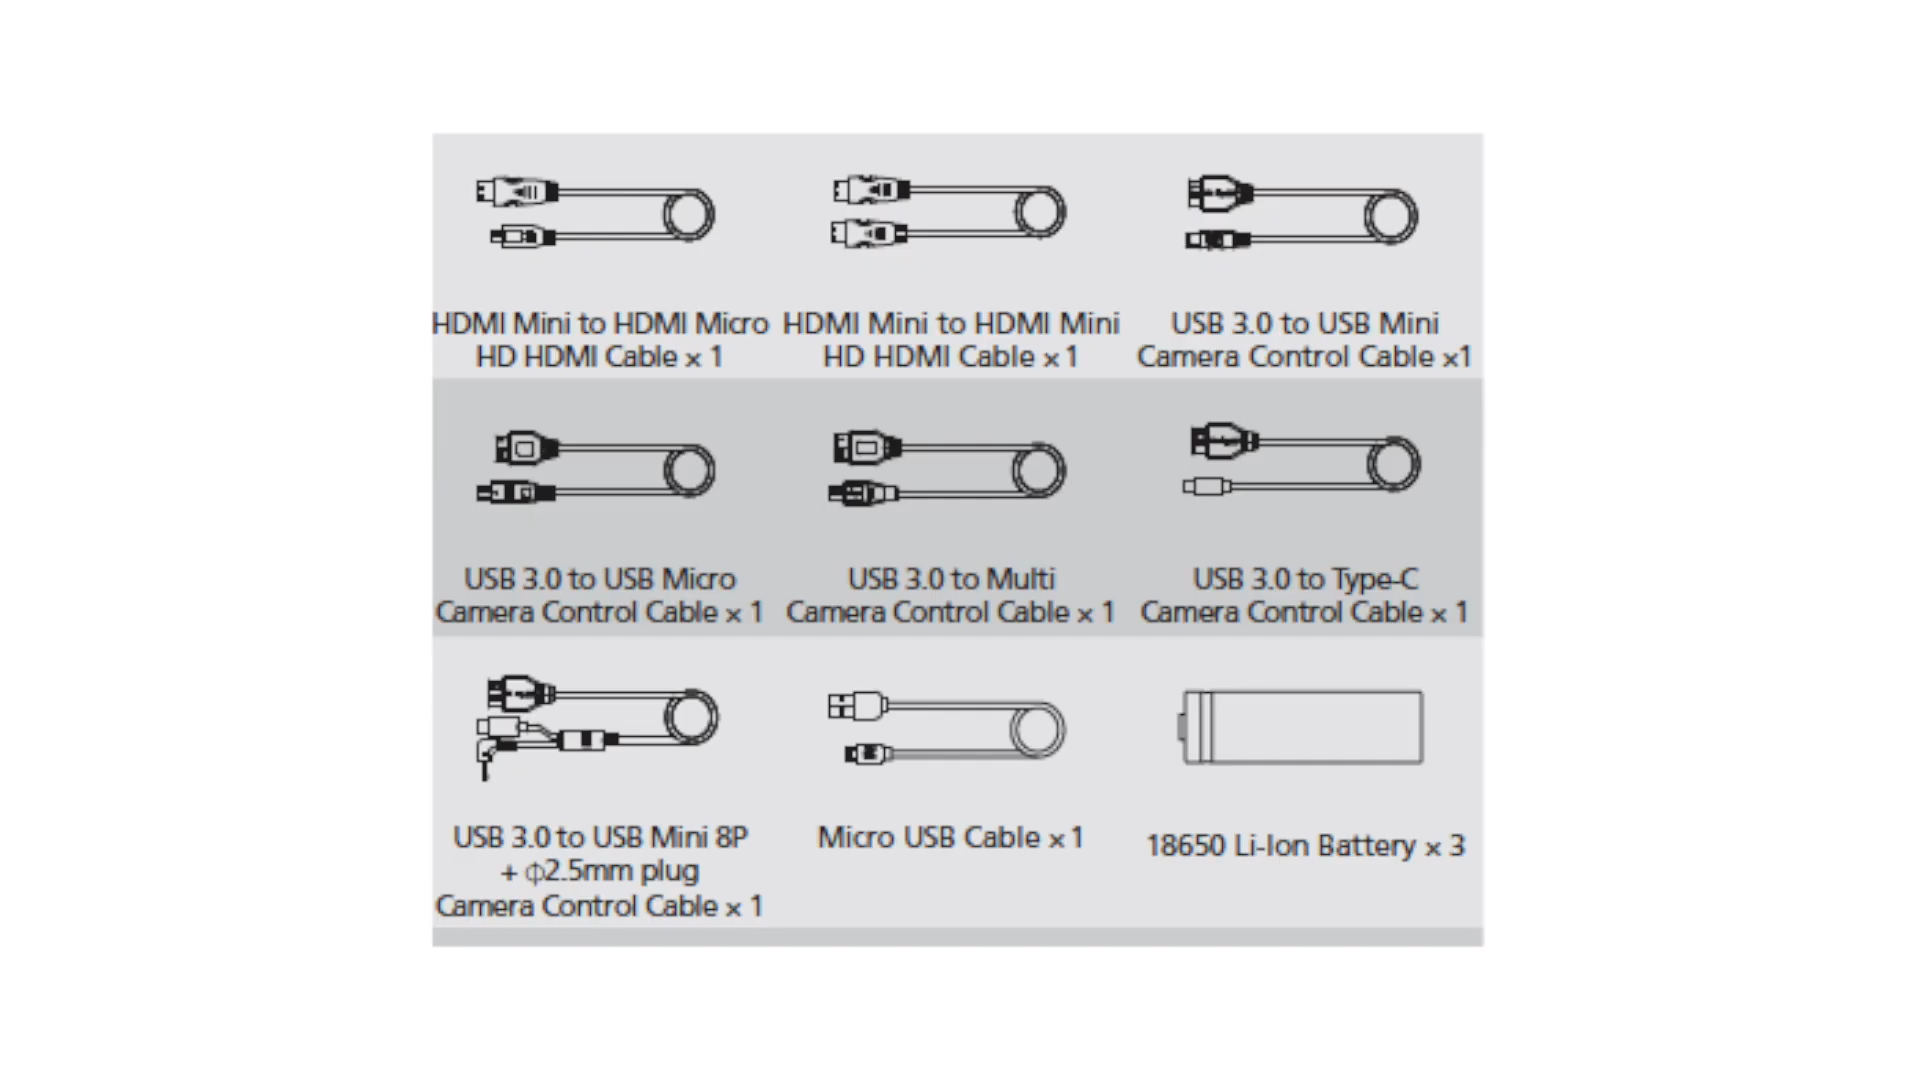 HDMI Mini to HDMI Micro
HD HDMI Cable × 1
HDMI Mini to HDMI Mini
HD HDMI Cable × 1
USB 3.0 to USB Mini
Camera Control Cable ×1
USB 3.0 to USB Micro
Camera Control Cable × 1
USB 3.0 to Multi
Camera Control Cable × 1
USB 3.0 to Type-C
Camera Control Cable × 1
USB 3.0 to USB Mini 8P
+ ф2.5mm plug
Camera Control Cable × 1
Micro USB Cable × 1
18650 Li-Ion Battery × 3